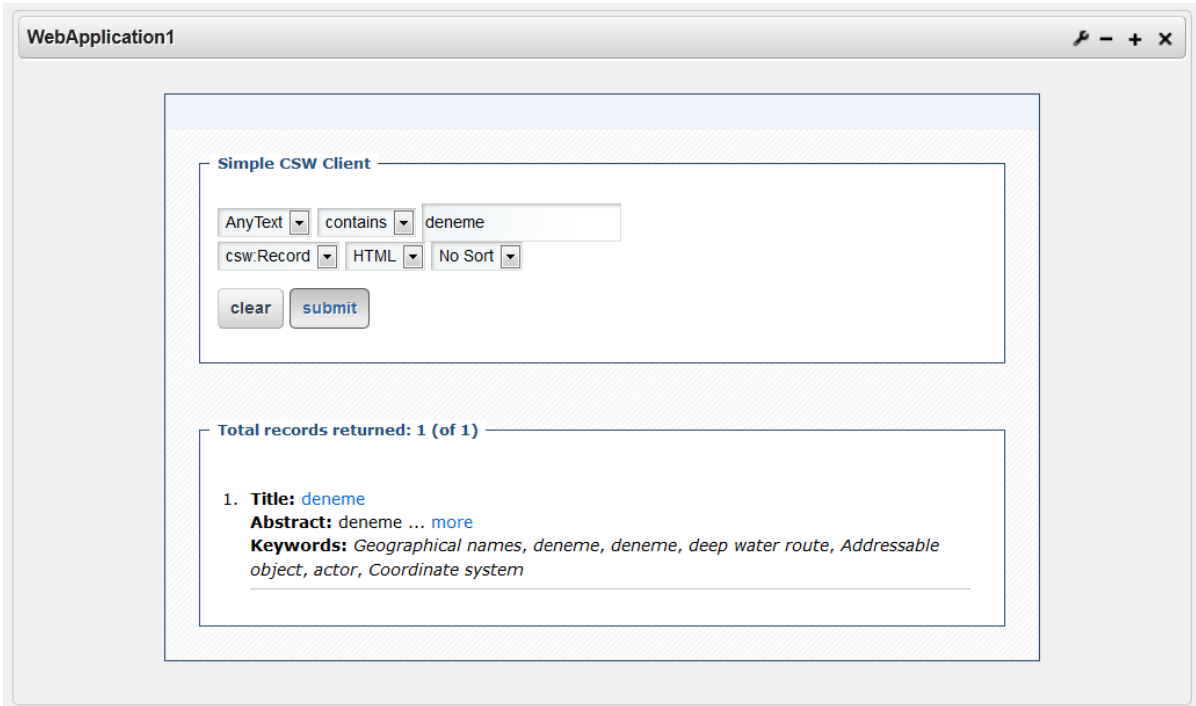 WebApplication1
Simple CSW Client
AnyText contains deneme
csw:Record HTML No Sort
clear submit
Total records returned: 1 (of 1)
1. Title: deneme
Abstract: deneme ... more
Keywords: Geographical names, deneme, deneme, deep water route, Addressable
object, actor, Coordinate system